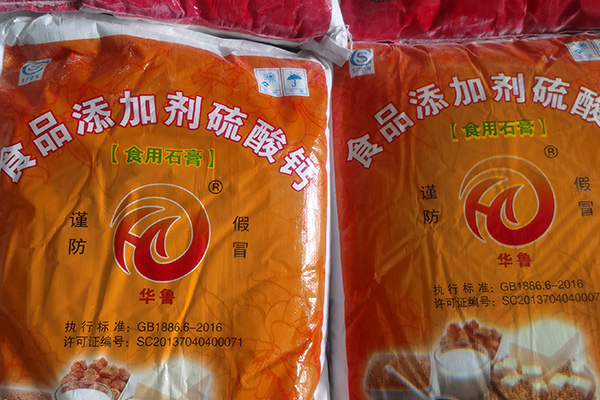 食品添加剂硫酸钙
【食用石膏】
®
谨防
假冒
华鲁
执行标准：GB1886.6-2016
许可证编号：SC20137040400071
食品添加剂硫酸
【食用石膏】
®
谨防
假冒
华鲁
执行标准：GB1886.6-2016
许可证编号：SC20137040400071